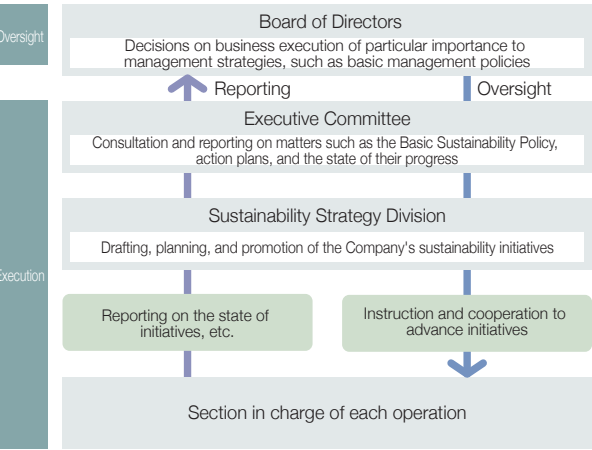 Oversight
Board of Directors
Decisions on business execution of particular importance to
management strategies, such as basic management policies
Reporting
Oversight
Execution
Executive Committee
Consultation and reporting on matters such as the Basic Sustainability Policy,
action plans, and the state of their progress
Sustainability Strategy Division
Drafting, planning, and promotion of the Company's sustainability initiatives
Reporting on the state of
initiatives, etc.
Instruction and cooperation to
advance initiatives
Section in charge of each operation